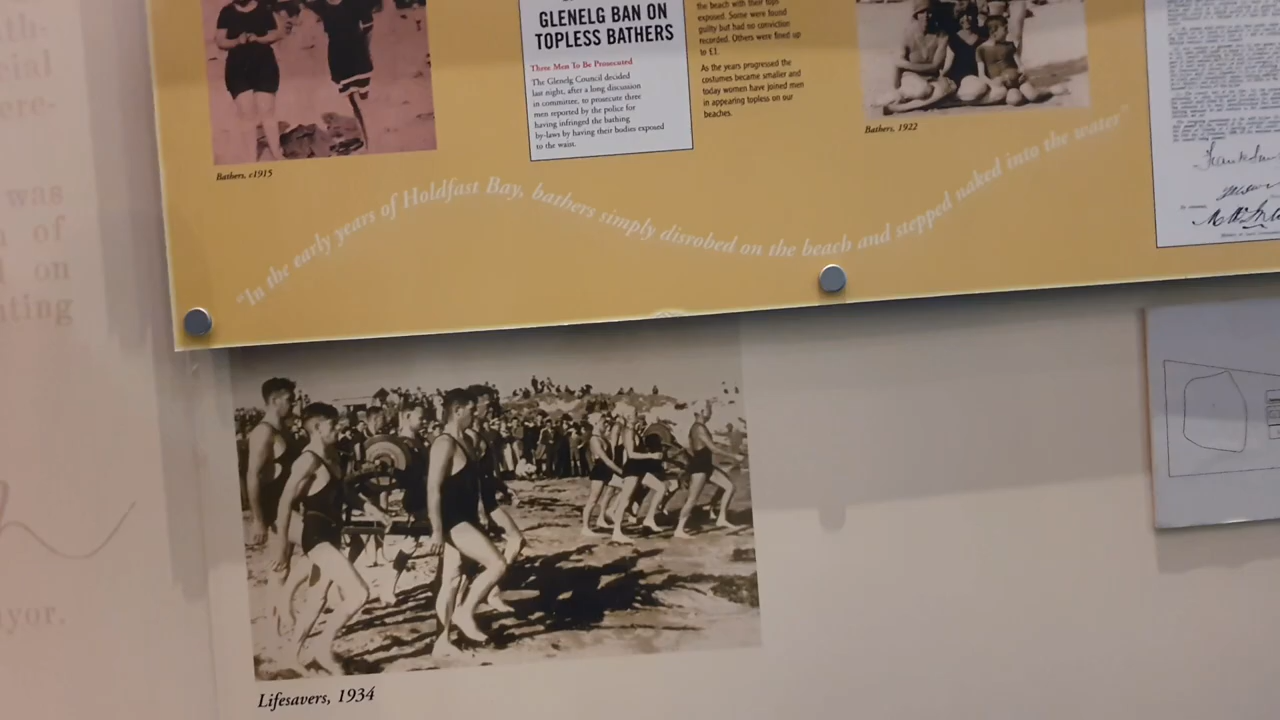 GLENELG BAN ON
TOPLESS BATHERS
Three Men To Be Prosecuted
The Glenelg Council decided
last night, after a long discussion
in committee, to prosecute three
men reported by the police for
having infringed the bathing
by-laws by having their bodies exposed
to the waist.
the beach with their tops
exposed. Some were found
guilty but had no conviction
recorded. Others were fined up
to £1.
As the years progressed the
costumes became smaller and
today women have joined men
in appearing topless on our
beaches.
Bathers, c1915
Bathers, 1922
"In the early years of Holdfast Bay, bathers simply disrobed on the beach and stepped naked into the water"
was
of
on
Lifesavers, 1934